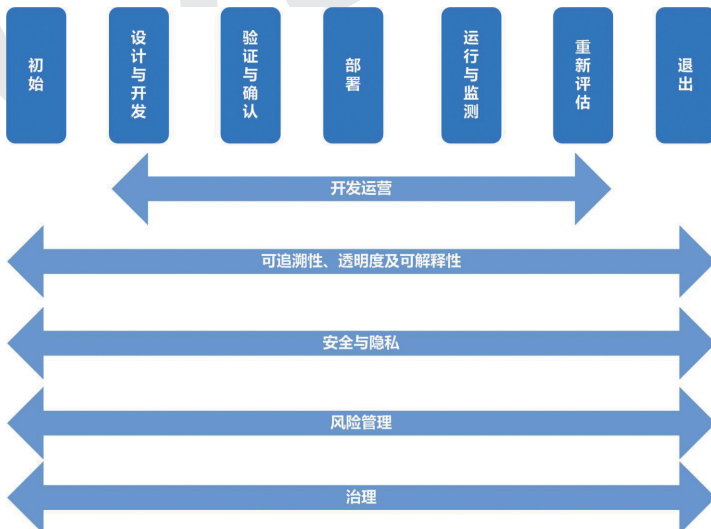 初始
设计与开发
验证与确认
部署
运行与监测
重新评估
退出
开发运营
可追溯性、透明度及可解释性
安全与隐私
风险管理
治理